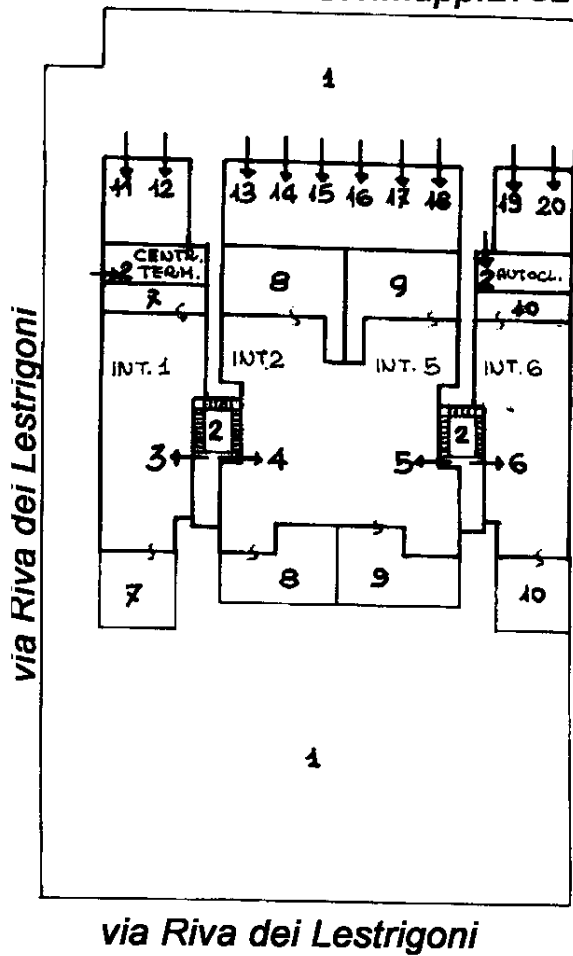 1
11 12 13 14 15 16 17 18 19 20
CENTR.
TERM.
2
8
9
2 AUTOCL.
7
10
INT. 1
INT.2
INT. 5
INT. 6
2
2
3
4
5
6
7
8
9
10
1
via Riva dei Lestrigoni
via Riva dei Lestrigoni